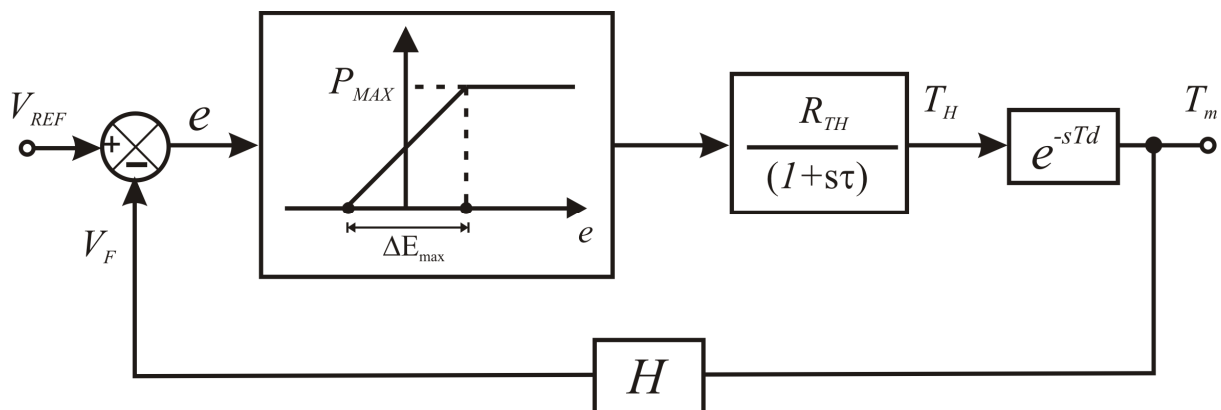 V_REF
+
−
e
V_F
P_MAX
e
ΔE_max
R_TH
(1+sτ)
T_H
e^-sTd
T_m
H